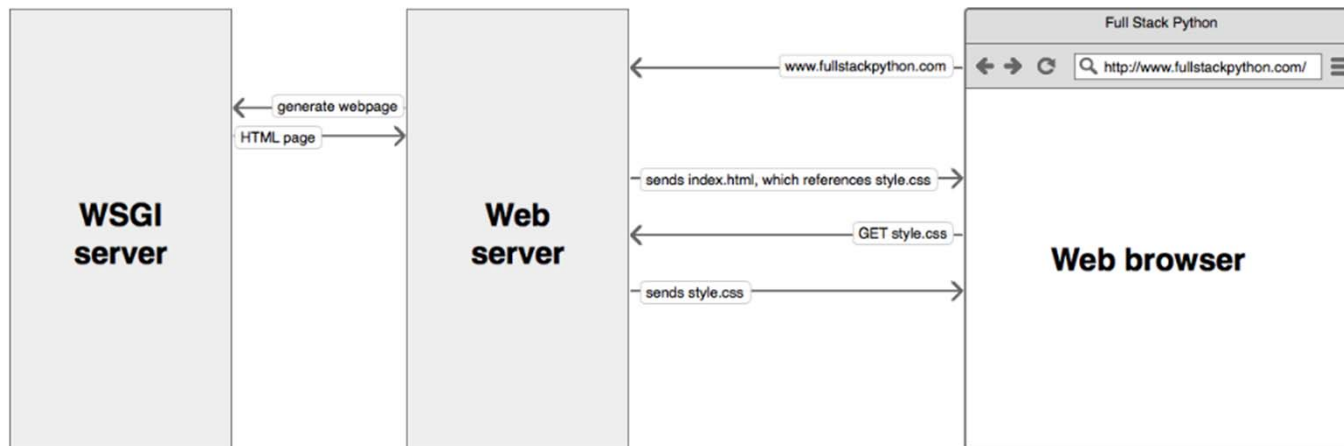 Full Stack Python
www.fullstackpython.com
http://www.fullstackpython.com/
generate webpage
HTML page
sends index.html, which references style.css
WSGI
server
Web
server
GET style.css
Web browser
sends style.css